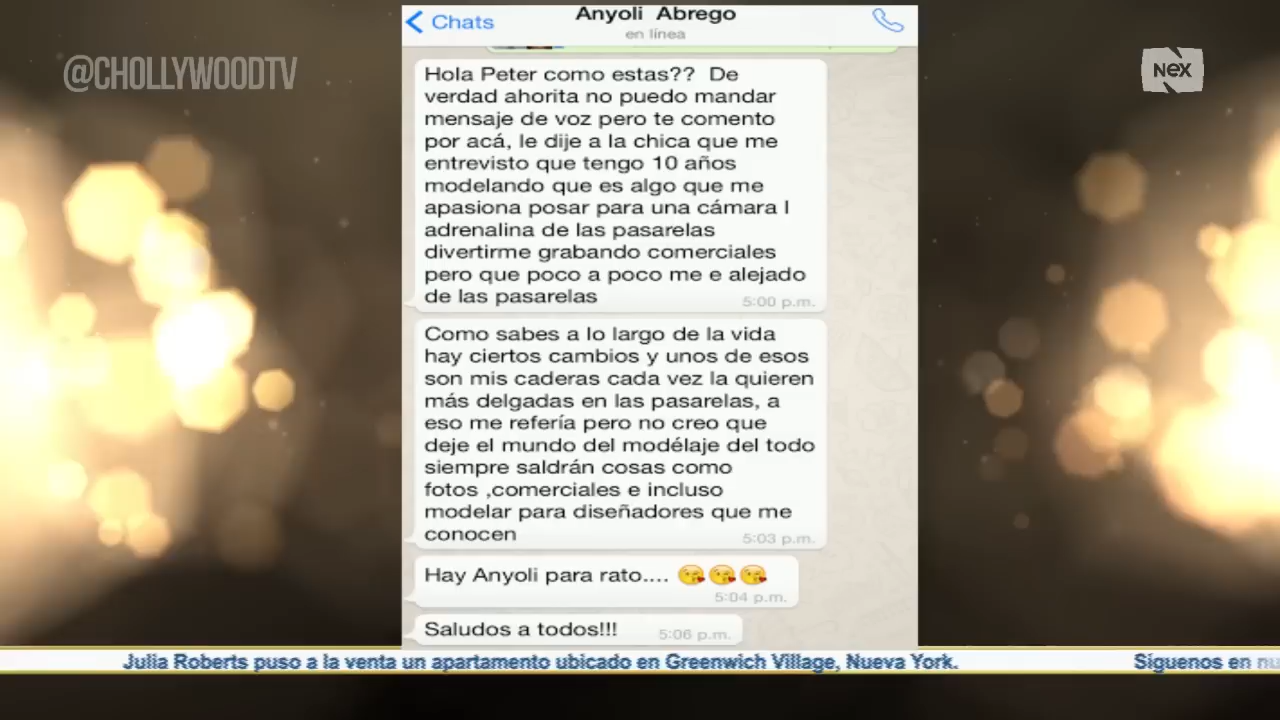 @CHOLLYWOODTV
NEX
Chats
Anyoli Abrego
en línea
Hola Peter como estas?? De
verdad ahorita no puedo mandar
mensaje de voz pero te comento
por acá, le dije a la chica que me
entrevisto que tengo 10 años
modelando que es algo que me
apasiona posar para una cámara l
adrenalina de las pasarelas
divertirme grabando comerciales
pero que poco a poco me e alejado
de las pasarelas
5:00 p.m.
Como sabes a lo largo de la vida
hay ciertos cambios y unos de esos
son mis caderas cada vez la quieren
más delgadas en las pasarelas, a
eso me refería pero no creo que
deje el mundo del modélaje del todo
siempre saldrán cosas como
fotos ,comerciales e incluso
modelar para diseñadores que me
conocen
5:03 p.m.
Hay Anyoli para rato.... 😘😘😘
5:04 p.m.
Saludos a todos!!!
5:06 p.m.
Julia Roberts puso a la venta un apartamento ubicado en Greenwich Village, Nueva York.
Síguenos en nu